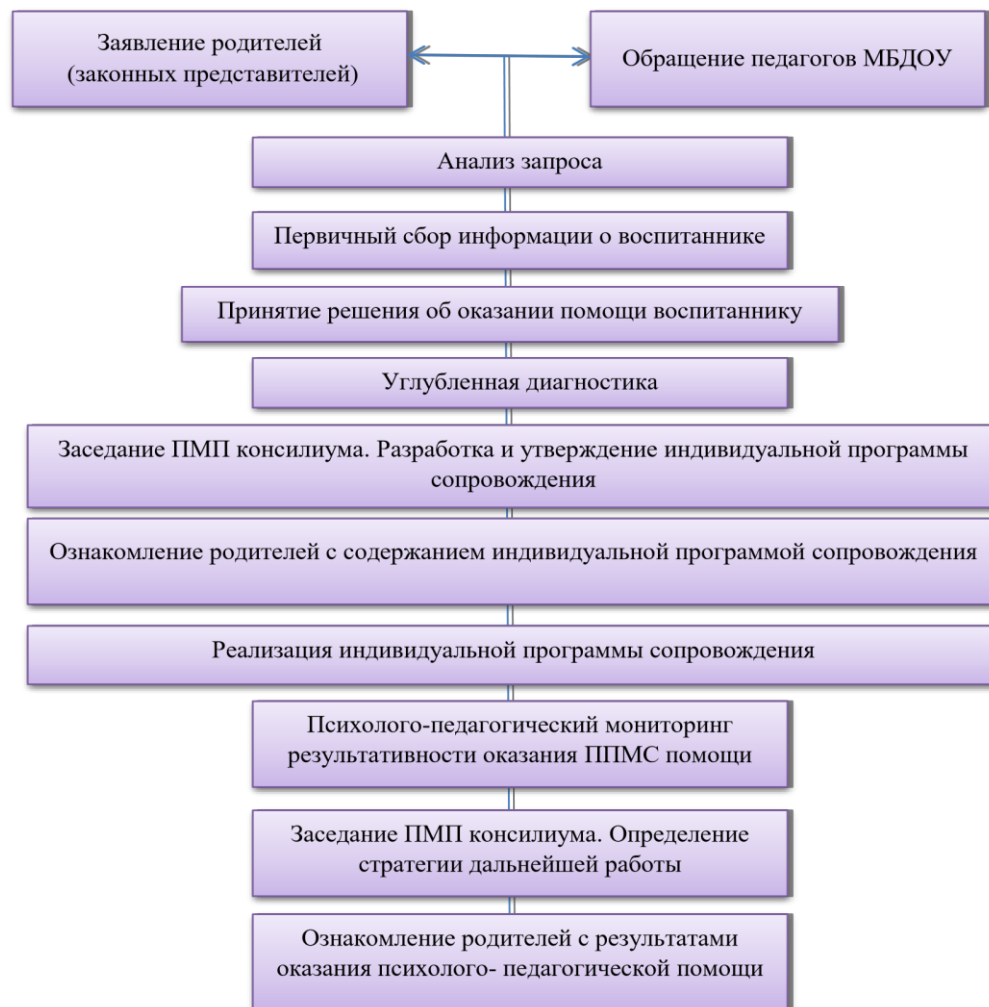 Заявление родителей
(законных представителей)
Обращение педагогов МБДОУ
Анализ запроса
Первичный сбор информации о воспитаннике
Принятие решения об оказании помощи воспитаннику
Углубленная диагностика
Заседание ПМП консилиума. Разработка и утверждение индивидуальной программы
сопровождения
Ознакомление родителей с содержанием индивидуальной программой сопровождения
Реализация индивидуальной программы сопровождения
Психолого-педагогический мониторинг
результативности оказания ППМС помощи
Заседание ПМП консилиума. Определение
стратегии дальнейшей работы
Ознакомление родителей с результатами
оказания психолого- педагогической помощи